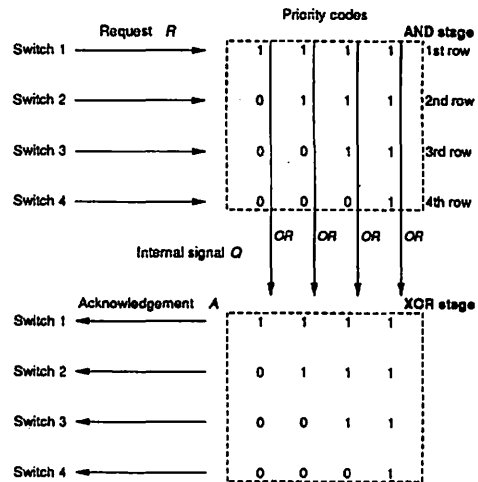 Priority codes
Request R
AND stage
Switch 1 1 1 1 1 1st row
Switch 2 0 1 1 1 2nd row
Switch 3 0 0 1 1 3rd row
Switch 4 0 0 0 1 4th row
Internal signal Q OR OR OR OR
Acknowledgement A XOR stage
Switch 1 1 1 1 1
Switch 2 0 1 1 1
Switch 3 0 0 1 1
Switch 4 0 0 0 1